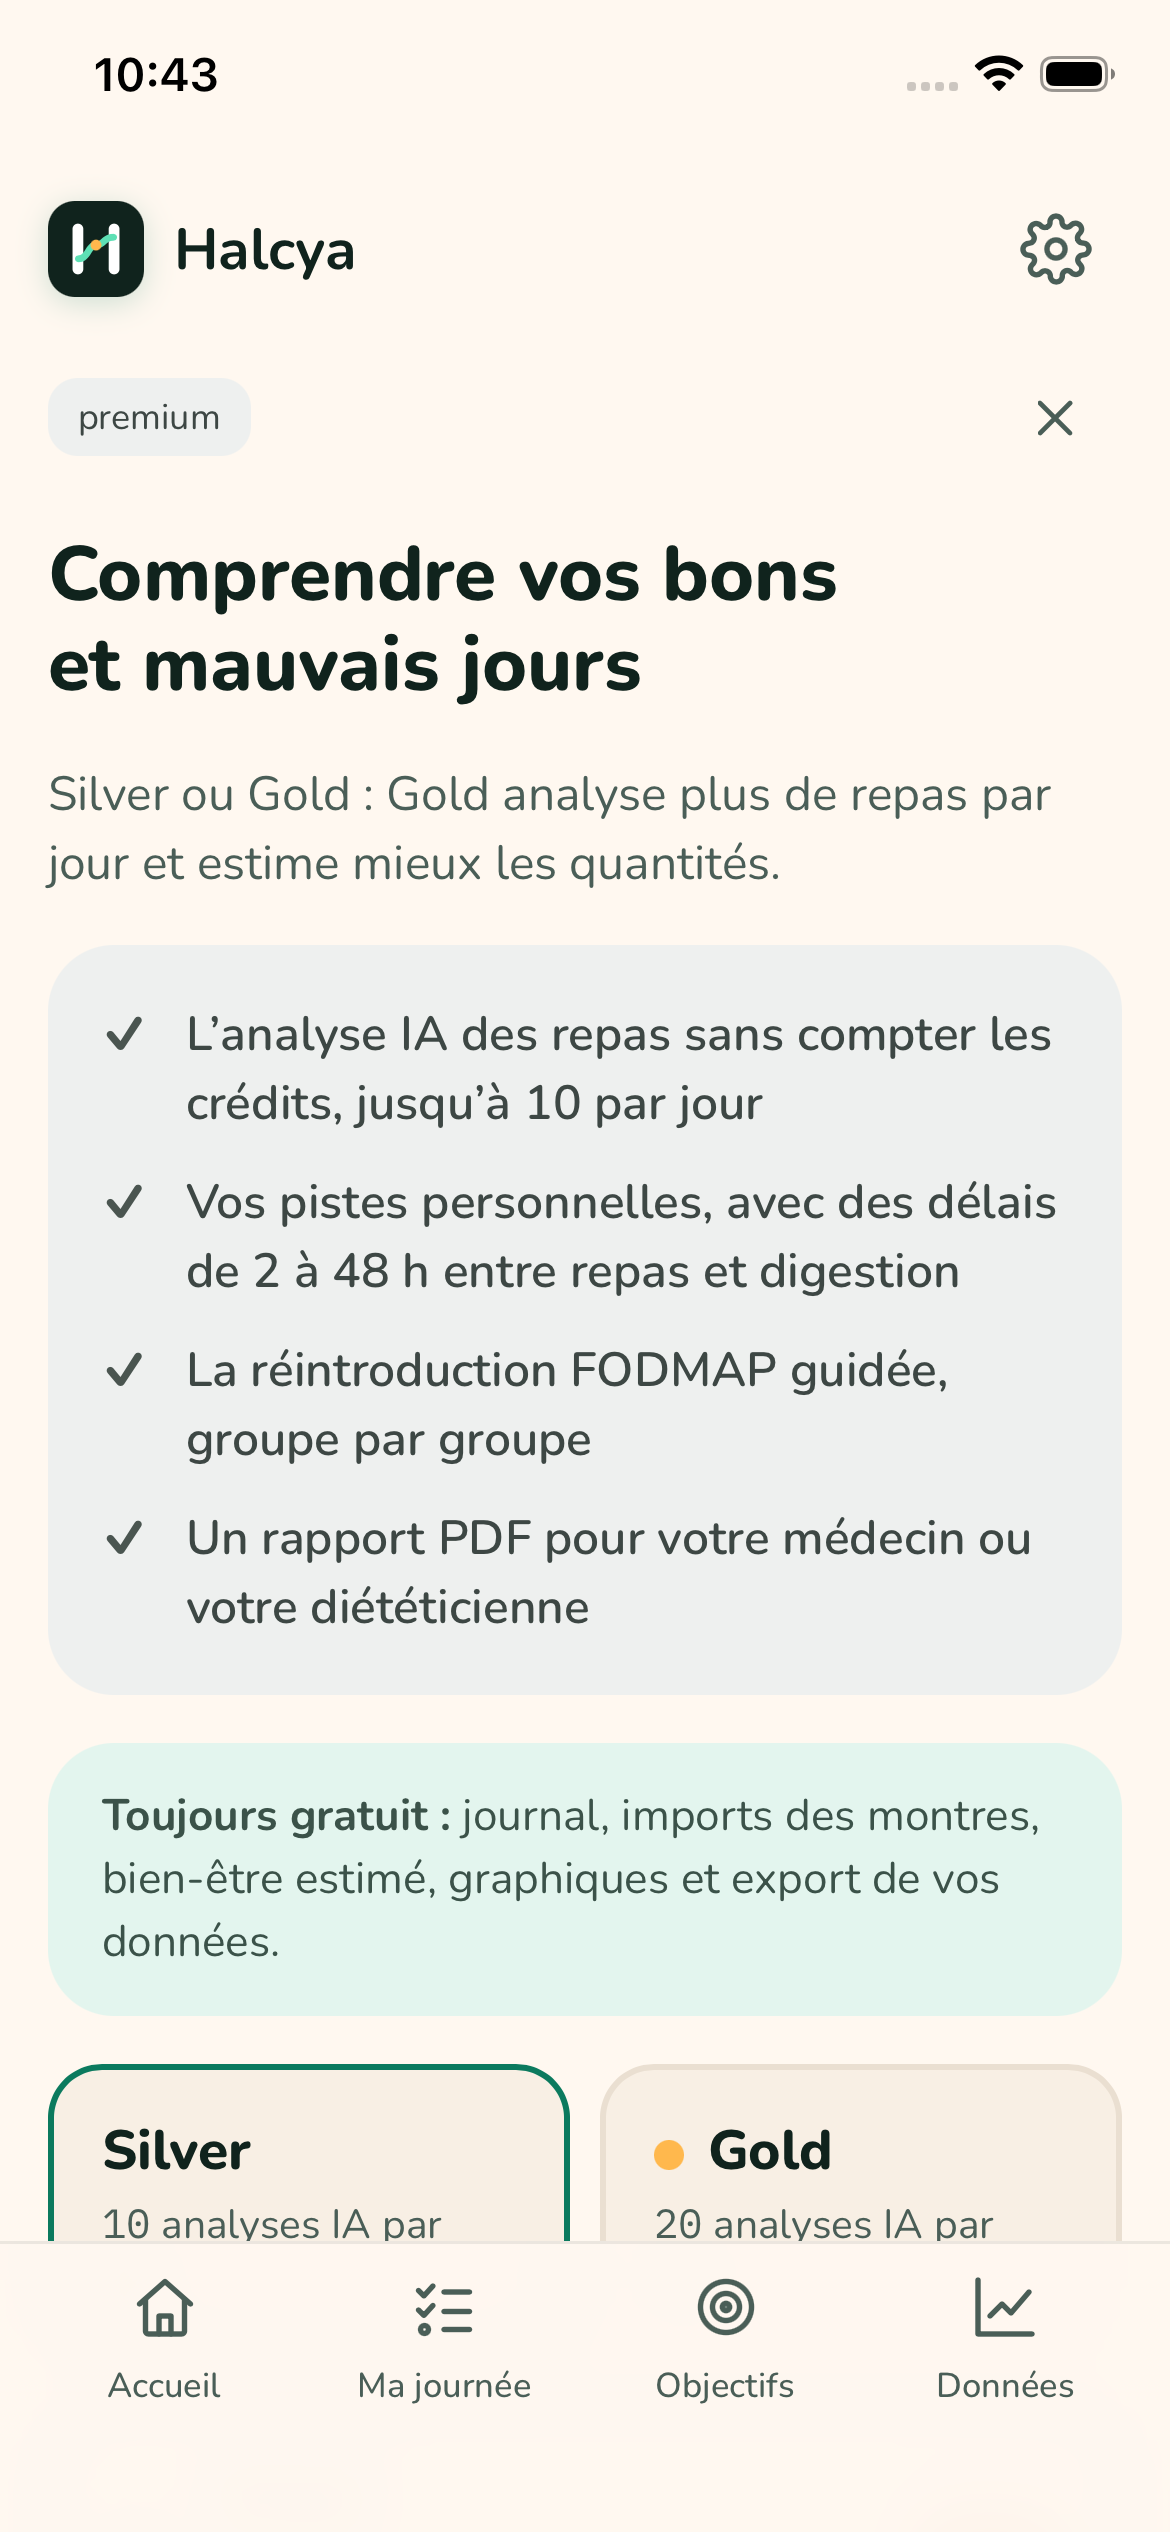 10:43
Halcya
premium
Comprendre vos bons
et mauvais jours
Silver ou Gold : Gold analyse plus de repas par
jour et estime mieux les quantités.
L’analyse IA des repas sans compter les
crédits, jusqu’à 10 par jour
Vos pistes personnelles, avec des délais
de 2 à 48 h entre repas et digestion
La réintroduction FODMAP guidée,
groupe par groupe
Un rapport PDF pour votre médecin ou
votre diététicienne
Toujours gratuit : journal, imports des montres,
bien-être estimé, graphiques et export de vos
données.
Silver
10 analyses IA par
Gold
20 analyses IA par
Accueil
Ma journée
Objectifs
Données